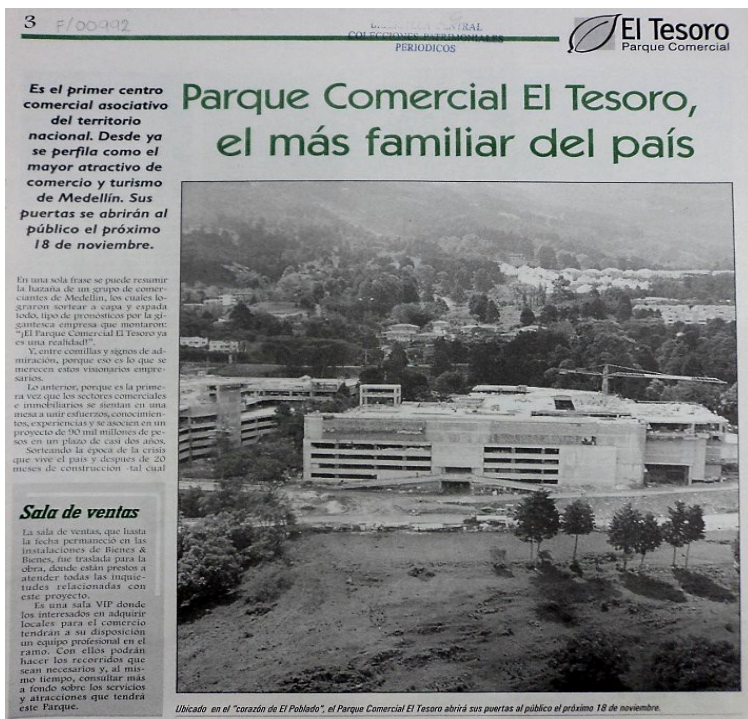 3
F/00992
BIBLIOTECA CENTRAL
COLECCIONES PATRIMONIALES
PERIODICOS
El Tesoro
Parque Comercial
Es el primer centro
comercial asociativo
del territorio
nacional. Desde ya
se perfila como el
mayor atractivo de
comercio y turismo
de Medellín. Sus
puertas se abrirán al
público el próximo
18 de noviembre.
Parque Comercial El Tesoro,
el más familiar del país
En una sola frase se puede resumir
la hazaña de un grupo de comer-
ciantes de Medellín, los cuales lo-
graron sortear a capa y espada
todo, tipo de pronósticos por la gi-
gantesca empresa que montaron:
"¡El Parque Comercial El Tesoro ya
es una realidad!".
Y, entre comillas y signos de ad-
miración, porque eso es lo que se
merecen estos visionarios empre-
sarios.
Lo anterior, porque es la prime-
ra vez que los sectores comerciales
e inmobiliarios se sientan en una
mesa a unir esfuerzos, conocimien-
tos, experiencias y se asocien en un
proyecto de 90 mil millones de pe-
sos en un plazo de casi dos años.
Sorteando la época de la crisis
que vive el país y despues de 20
meses de construcción -tal cual
Sala de ventas
La sala de ventas, que hasta
la fecha permaneció en las
instalaciones de Bienes &
Bienes, fue traslada para la
obra, donde están prestos a
atender todas las inquie-
tudes relacionadas con
este proyecto.
Es una sala VIP donde
los interesados en adquirir
locales para el comercio
tendrán a su disposición
un equipo profesional en el
ramo. Con ellos podrán
hacer los recorridos que
sean necesarios y, al mis-
mo tiempo, consultar más
a fondo sobre los servicios
y atracciones que tendrá
este Parque.
Ubicado en el "corazón de El Poblado", el Parque Comercial El Tesoro abrirá sus puertas al público el próximo 18 de noviembre.